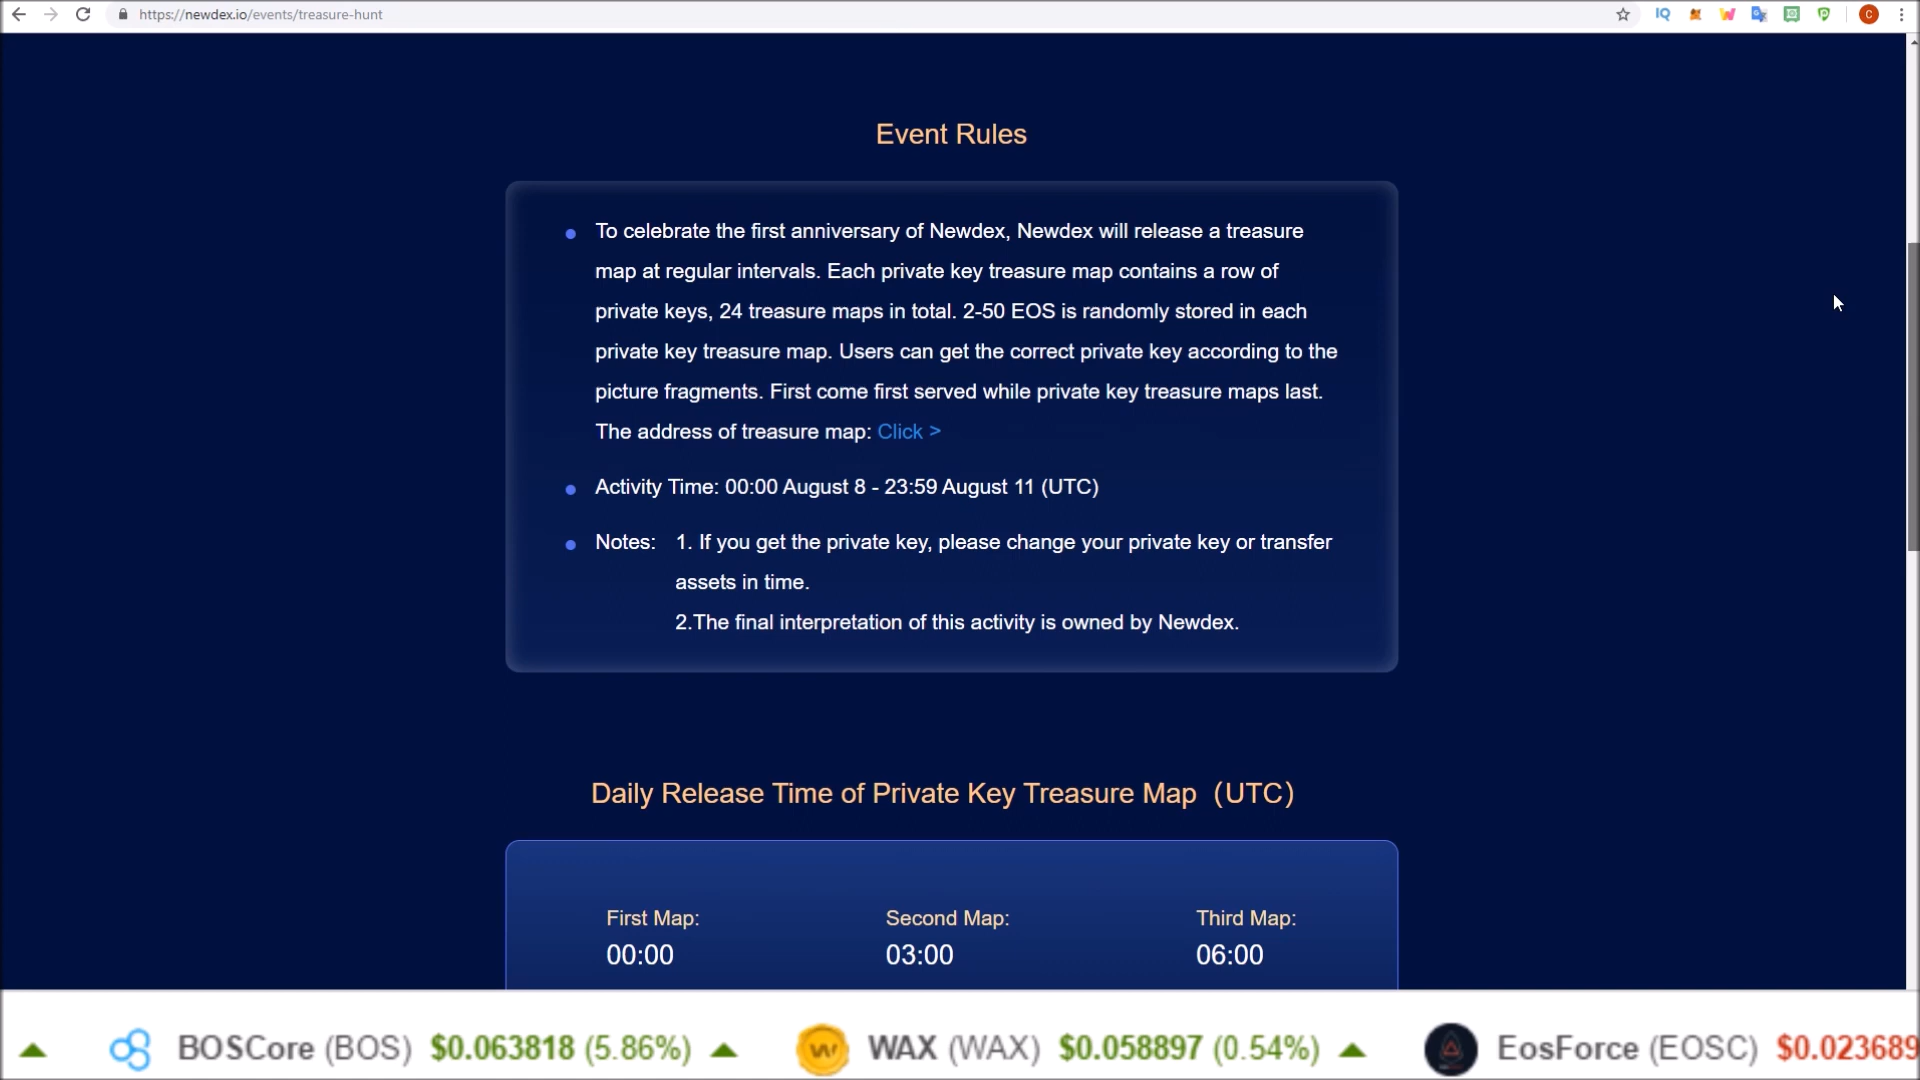 https://newdex.io/events/treasure-hunt
Event Rules
To celebrate the first anniversary of Newdex, Newdex will release a treasure
map at regular intervals. Each private key treasure map contains a row of
private keys, 24 treasure maps in total. 2-50 EOS is randomly stored in each
private key treasure map. Users can get the correct private key according to the
picture fragments. First come first served while private key treasure maps last.
The address of treasure map: Click >
Activity Time: 00:00 August 8 - 23:59 August 11 (UTC)
Notes: 1. If you get the private key, please change your private key or transfer
assets in time.
2.The final interpretation of this activity is owned by Newdex.
Daily Release Time of Private Key Treasure Map（UTC）
First Map: Second Map: Third Map:
00:00 03:00 06:00
BOSCore (BOS) $0.063818 (5.86%) WAX (WAX) $0.058897 (0.54%) EosForce (EOSC) $0.023689